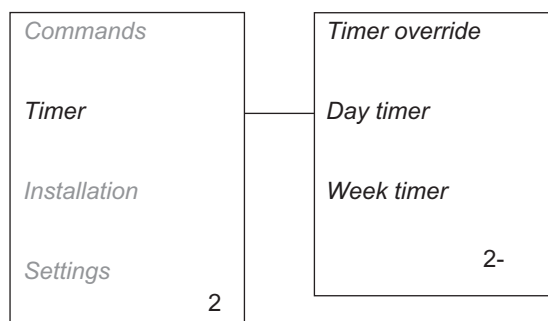 Commands
Timer
Installation
Settings
2
Timer override
Day timer
Week timer
2-